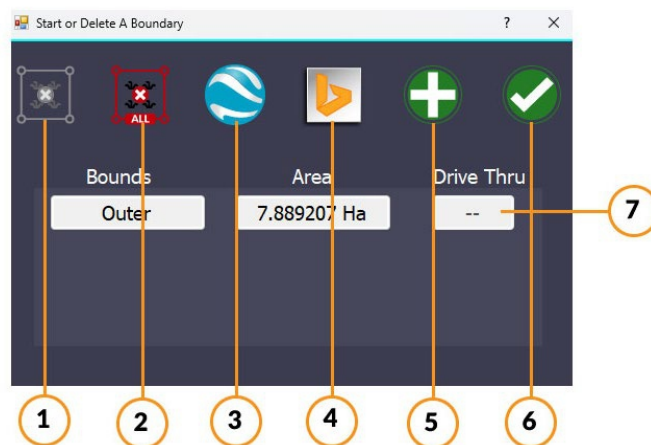 Start or Delete A Boundary ? ×
ALL
Bounds Area Drive Thru
Outer 7.889207 Ha --
7
1 2 3 4 5 6